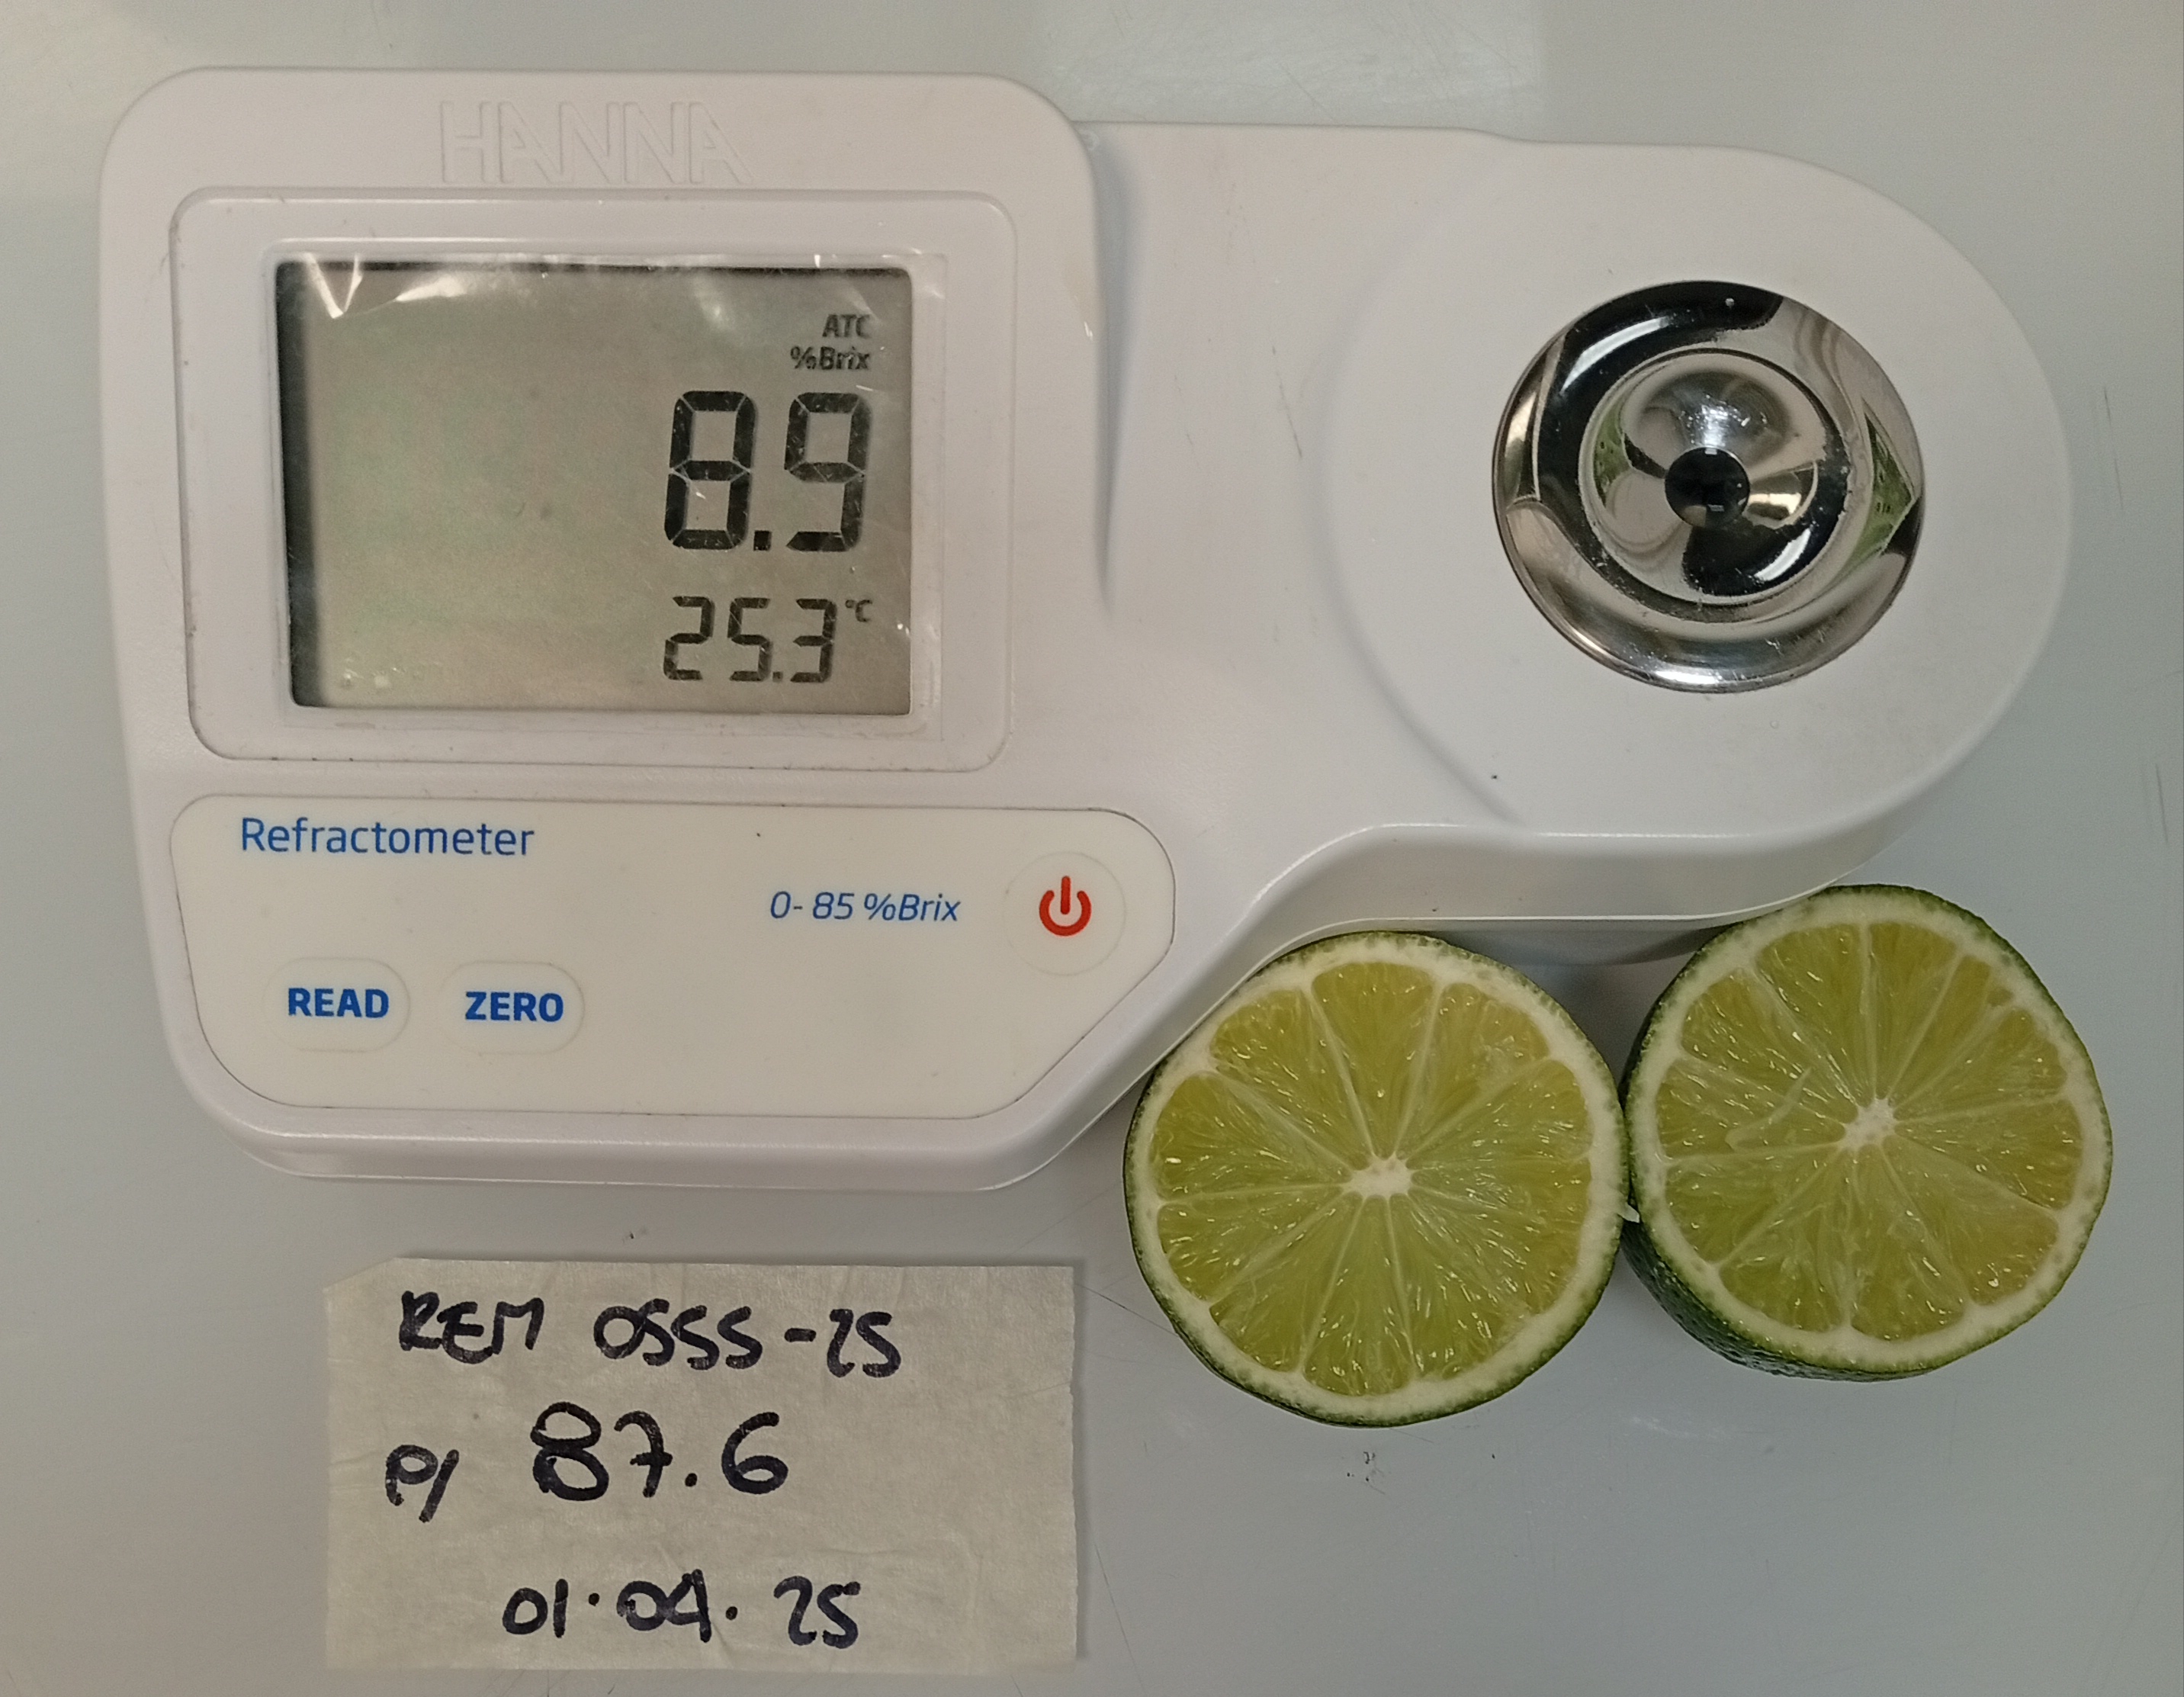 HANNA
ATC
%Brix
8.9
25.3 °C
Refractometer
0-85 %Brix
READ ZERO
REM 0555-25
P/ 87.6
01.04.25